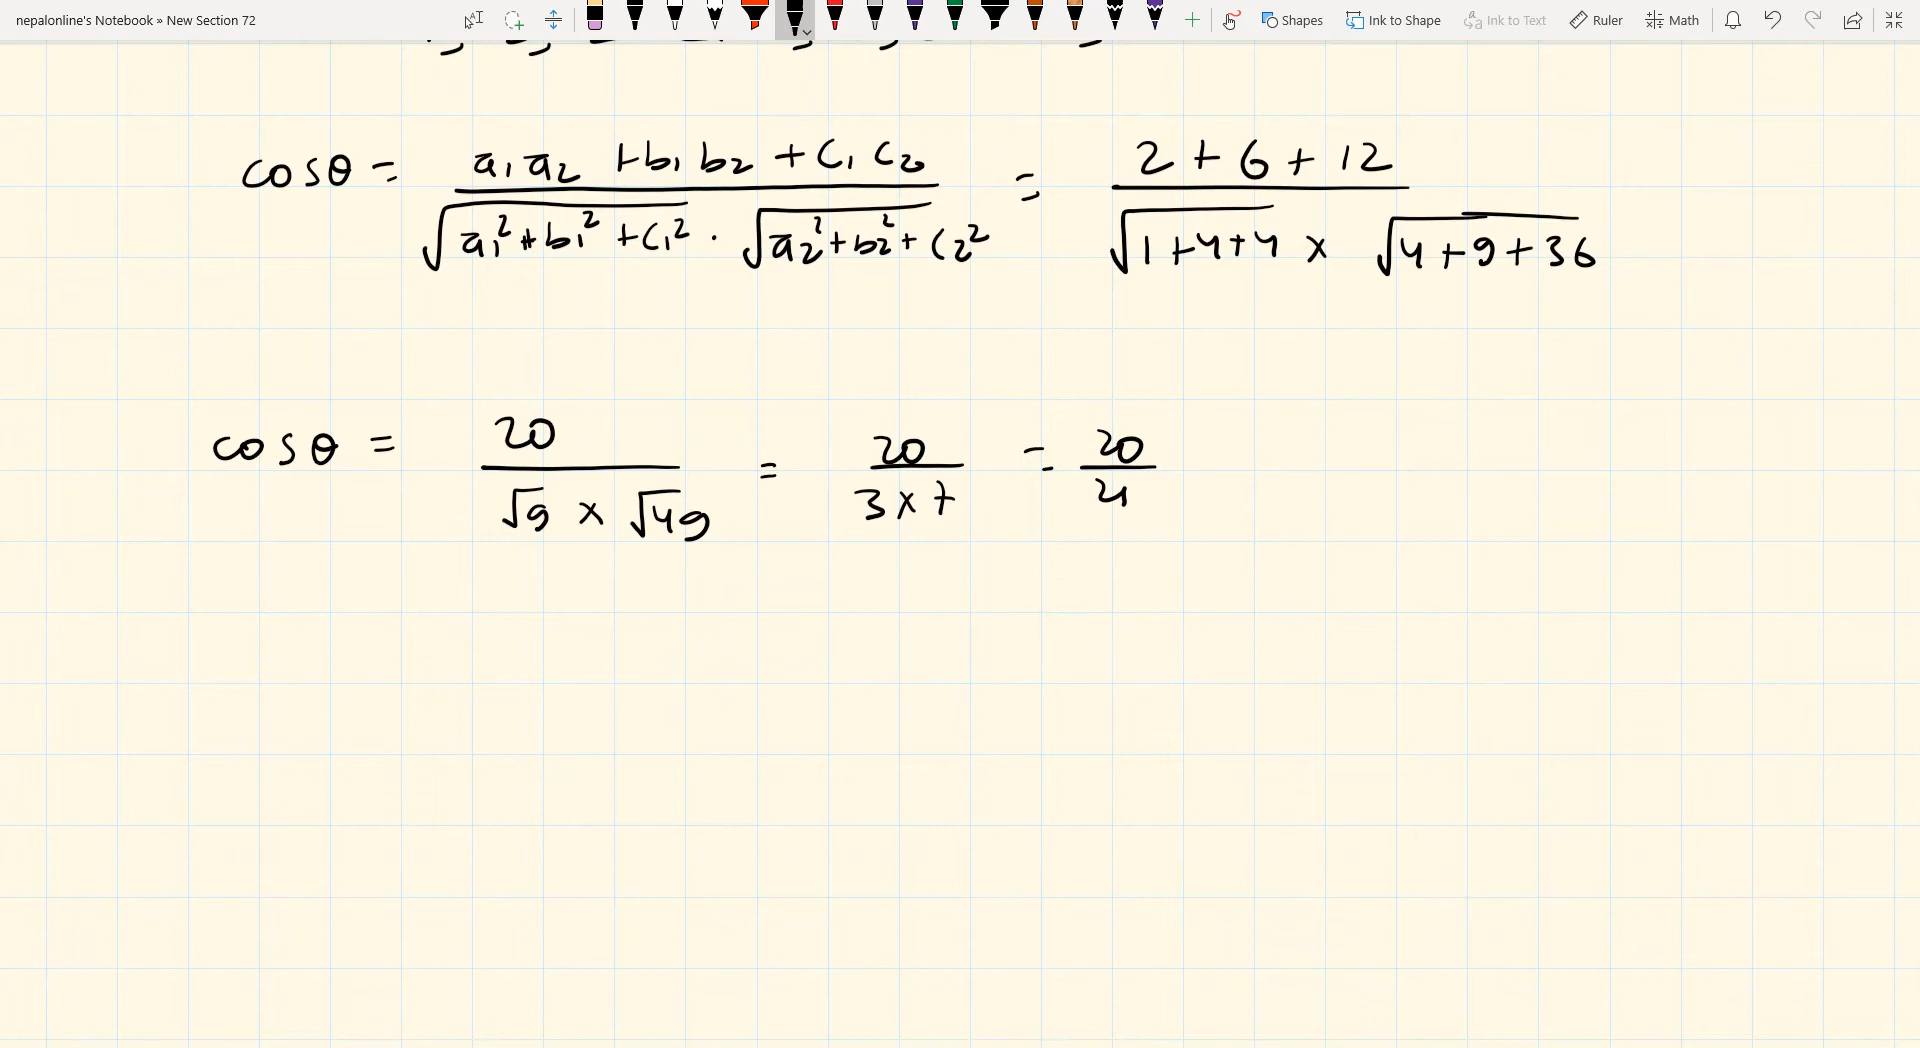 nepalonline's Notebook » New Section 72 Shapes Ink to Shape Ink to Text Ruler Math
cosθ = (a₁a₂ + b₁b₂ + c₁c₂) / (√(a₁² + b₁² + c₁²) · √(a₂² + b₂² + c₂²)) = (2 + 6 + 12) / (√(1+4+4) × √(4+9+36))
cosθ = 20 / (√9 × √49) = 20 / (3×7) = 20 / 21